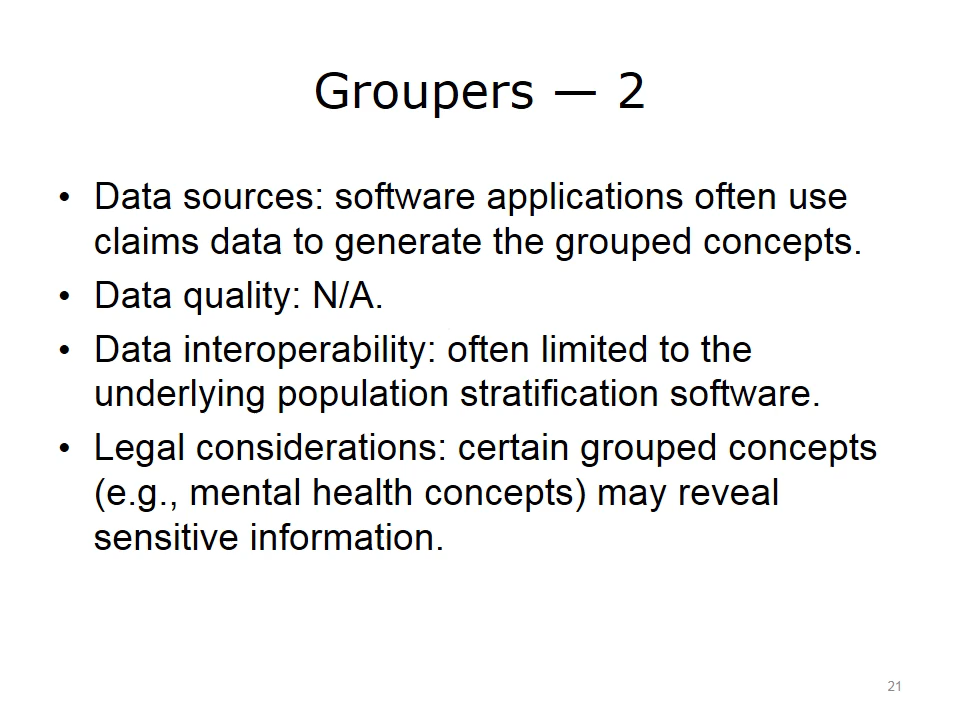 Groupers — 2
• Data sources: software applications often use
claims data to generate the grouped concepts.
• Data quality: N/A.
• Data interoperability: often limited to the
underlying population stratification software.
• Legal considerations: certain grouped concepts
(e.g., mental health concepts) may reveal
sensitive information.
21